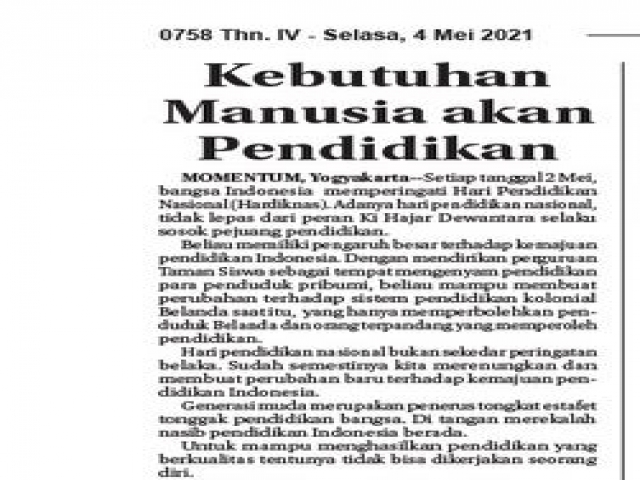 0758 Thn. IV - Selasa, 4 Mei 2021
Kebutuhan
Manusia akan
Pendidikan
MOMENTUM, Yogyakarta--Setiap tanggal 2 Mei,
bangsa Indonesia memperingati Hari Pendidikan
Nasional (Hardiknas). Adanya hari pendidikan nasional,
tidak lepas dari peran Ki Hajar Dewantara selaku
sosok pejuang pendidikan.
Beliau memiliki pengaruh besar terhadap kemajuan
pendidikan Indonesia. Dengan mendirikan perguruan
Taman Siswa sebagai tempat mengenyam pendidikan
para penduduk pribumi, beliau mampu membuat
perubahan terhadap sistem pendidikan kolonial
Belanda saat itu, yang hanya memperbolehkan pen-
duduk Belanda dan orang terpandang yang memperoleh
pendidikan.
Hari pendidikan nasional bukan sekedar peringatan
belaka. Sudah semestinya kita merenungkan dan
membuat perubahan baru terhadap kemajuan pen-
didikan Indonesia.
Generasi muda merupakan penerus tongkat estafet
tonggak pendidikan bangsa. Di tangan merekalah
nasib pendidikan Indonesia berada.
Untuk mampu menghasilkan pendidikan yang
berkualitas tentunya tidak bisa dikerjakan seorang
diri.